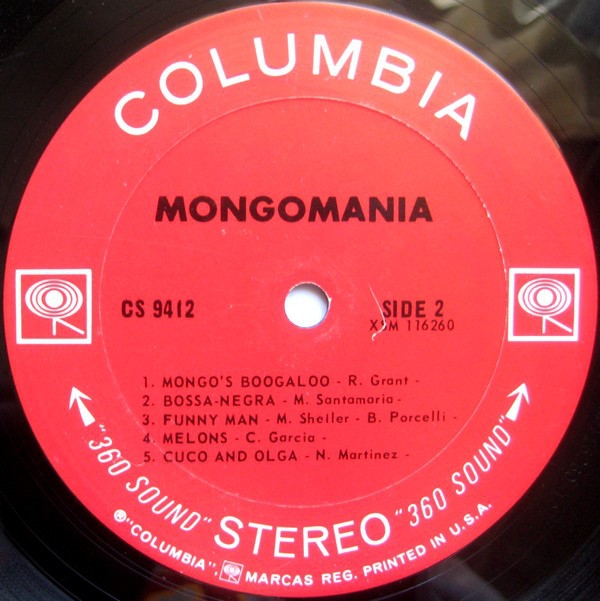 COLUMBIA
MONGOMANIA
CS 9412
SIDE 2
XSM 116260
1. MONGO'S BOOGALOO - R. Grant -
2. BOSSA-NEGRA - M. Santamaria -
3. FUNNY MAN - M. Sheller - B. Porcelli -
4. MELONS - C. Garcia -
5. CUCO AND OLGA - N. Martinez -
"360 SOUND" STEREO "360 SOUND"
® "COLUMBIA", MARCAS REG. PRINTED IN U.S.A.